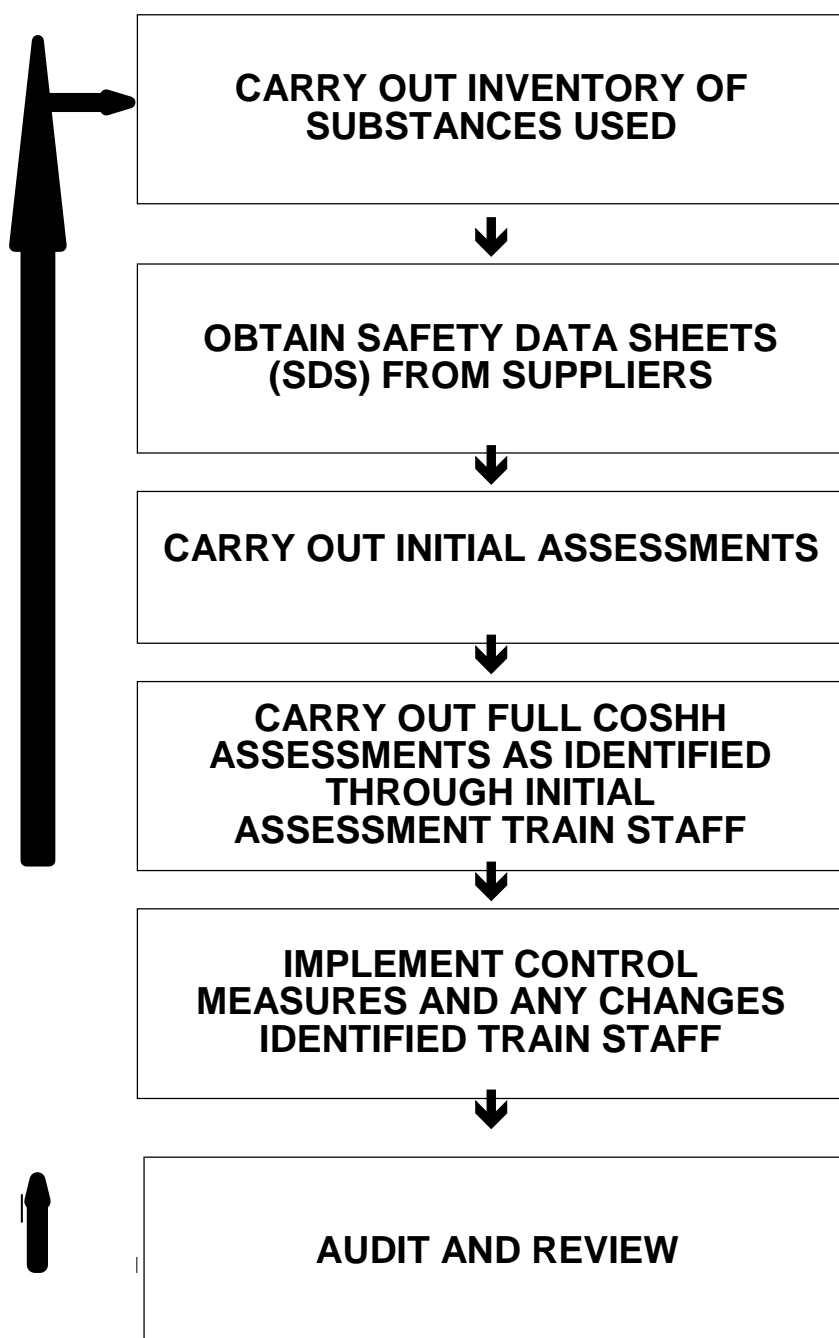 CARRY OUT INVENTORY OF
SUBSTANCES USED
OBTAIN SAFETY DATA SHEETS
(SDS) FROM SUPPLIERS
CARRY OUT INITIAL ASSESSMENTS
CARRY OUT FULL COSHH
ASSESSMENTS AS IDENTIFIED
THROUGH INITIAL
ASSESSMENT TRAIN STAFF
IMPLEMENT CONTROL
MEASURES AND ANY CHANGES
IDENTIFIED TRAIN STAFF
AUDIT AND REVIEW